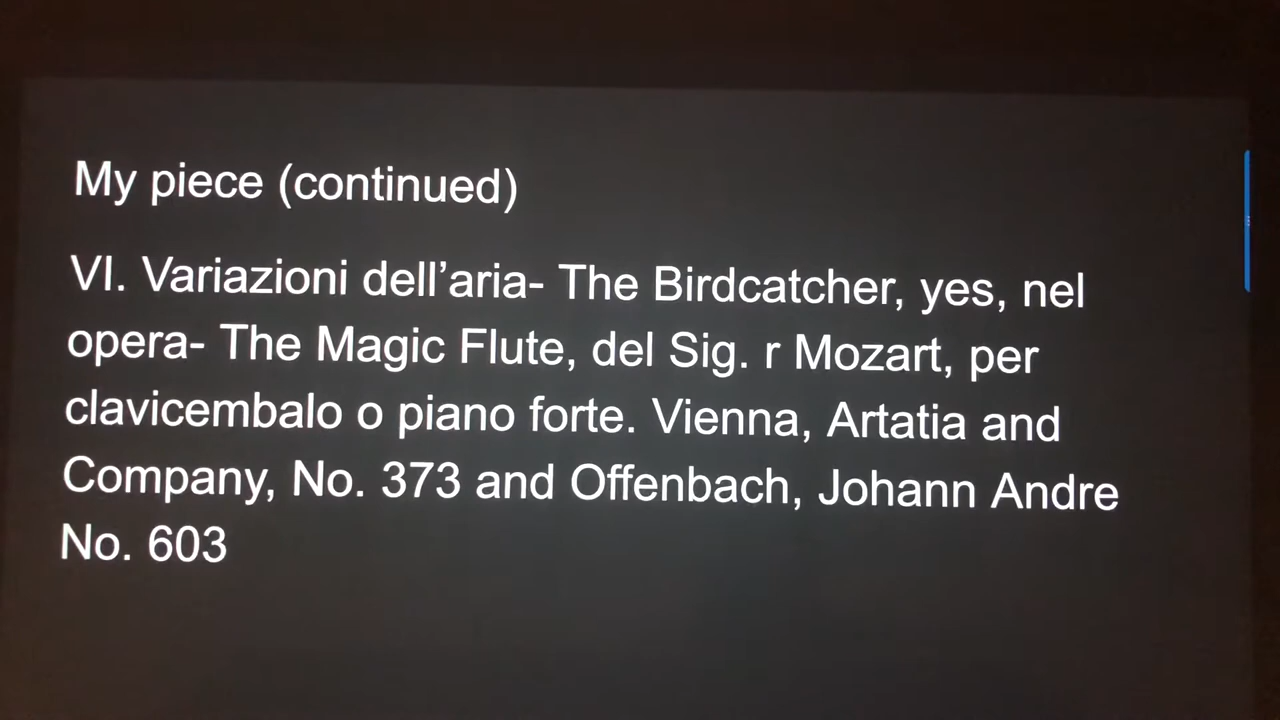 My piece (continued)
VI. Variazioni dell’aria- The Birdcatcher, yes, nel
opera- The Magic Flute, del Sig. r Mozart, per
clavicembalo o piano forte. Vienna, Artatia and
Company, No. 373 and Offenbach, Johann Andre
No. 603